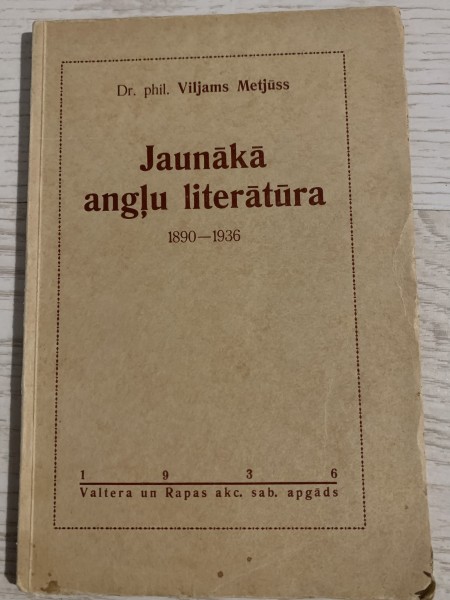 Dr. phil. Viljams Metjūss
Jaunākā
angļu literātūra
1890—1936
1 9 3 6
Valtera un Rapas akc. sab. apgāds